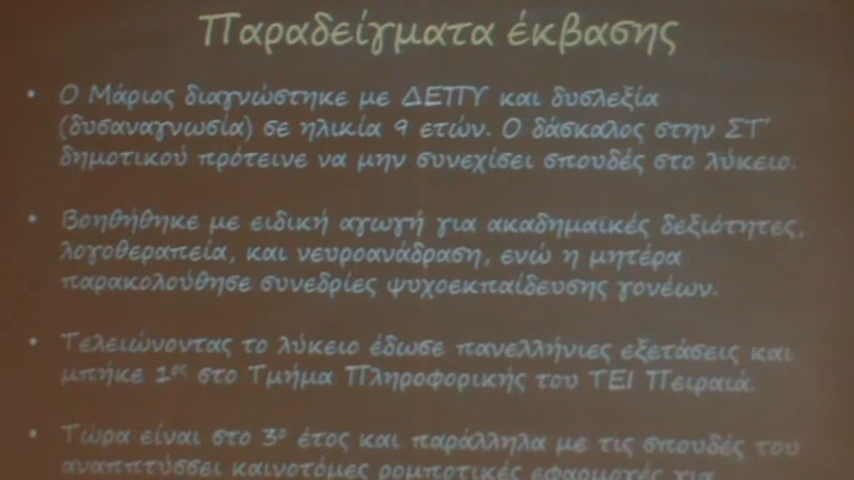 Παραδείγματα έκβασης
• Ο Μάριος διαγνώστηκε με ΔΕΠΥ και δυσλεξία
(δυσαναγνωσία) σε ηλικία 9 ετών. Ο δάσκαλος στην ΣΤ'
δημοτικού πρότεινε να μην συνεχίσει σπουδές στο λύκειο.
• Βοηθήθηκε με ειδική αγωγή για ακαδημαϊκές δεξιότητες,
λογοθεραπεία, και νευροανάδραση, ενώ η μητέρα
παρακολούθησε συνεδρίες ψυχοεκπαίδευσης γονέων.
• Τελειώνοντας το λύκειο έδωσε πανελλήνιες εξετάσεις και
μπήκε 1ος στο Τμήμα Πληροφορικής του ΤΕΙ Πειραιά.
• Τώρα είναι στο 3ο έτος και παράλληλα με τις σπουδές του
αναπτύσσει καινοτόμες ρομποτικές εφαρμογές για